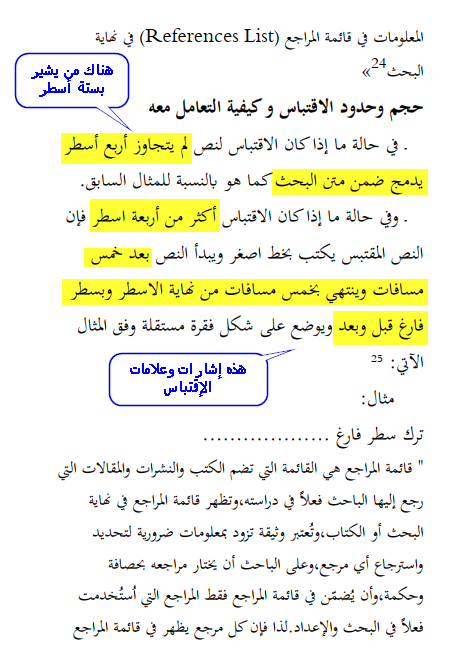 المعلومات في قائمة المراجع (References List) في نهاية
البحث24»
هناك من يشير
بستة أسطر
حجم وحدود الاقتباس وكيفية التعامل معه
. في حالة ما إذا كان الاقتباس لنص لم يتجاوز أربع أسطر
يدمج ضمن متن البحث كما هو بالنسبة للمثال السابق.
. وفي حالة ما إذا كان الاقتباس أكثر من أربعة اسطر فإن
النص المقتبس يكتب بخط اصغر ويبدأ النص بعد خمس
مسافات وينتهي بخمس مسافات من نهاية الاسطر وبسطر
فارغ قبل وبعد ويوضع على شكل فقرة مستقلة وفق المثال
الآتي: 25
هذه إشارات وعلامات
الإقتباس
مثال:
ترك سطر فارغ ...................
" قائمة المراجع هي القائمة التي تضم الكتب والنشرات والمقالات التي
رجع إليها الباحث فعلاً في دراسته،وتظهر قائمة المراجع في نهاية
البحث أو الكتاب،وتُعتبر وثيقة تزود بمعلومات ضرورية لتحديد
واسترجاع أي مرجع،وعلى الباحث أن يختار مراجعه بحصافة
وحكمة،وأن يُضمّن في قائمة المراجع فقط المراجع التي اُستُخدمت
فعلاً في البحث والإعداد.لذا فإن كل مرجع يظهر في قائمة المراجع